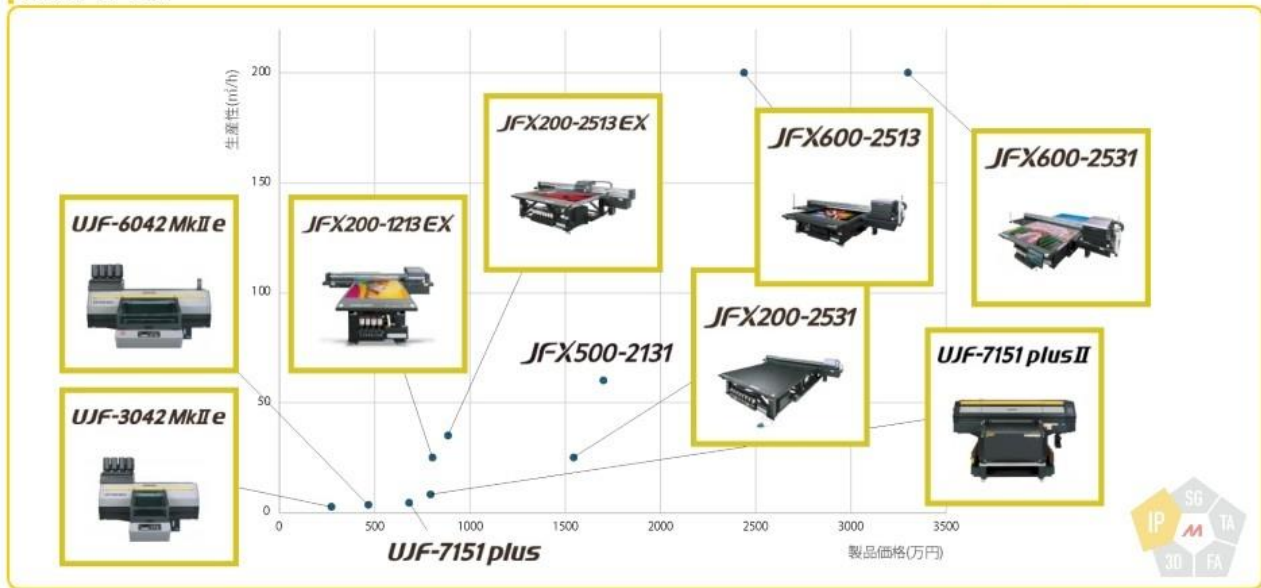 生産性(㎡/h)
200
150
100
50
0
0
500
1000
1500
2000
2500
3000
3500
製品価格(万円)
JFX200-2513 EX
JFX600-2513
JFX600-2531
UJF-6042 MkⅡ e
JFX200-1213 EX
JFX200-2531
JFX500-2131
UJF-7151 plusⅡ
UJF-3042 MkⅡ e
UJF-7151 plus
SG
IP
TA
M
3D
FA